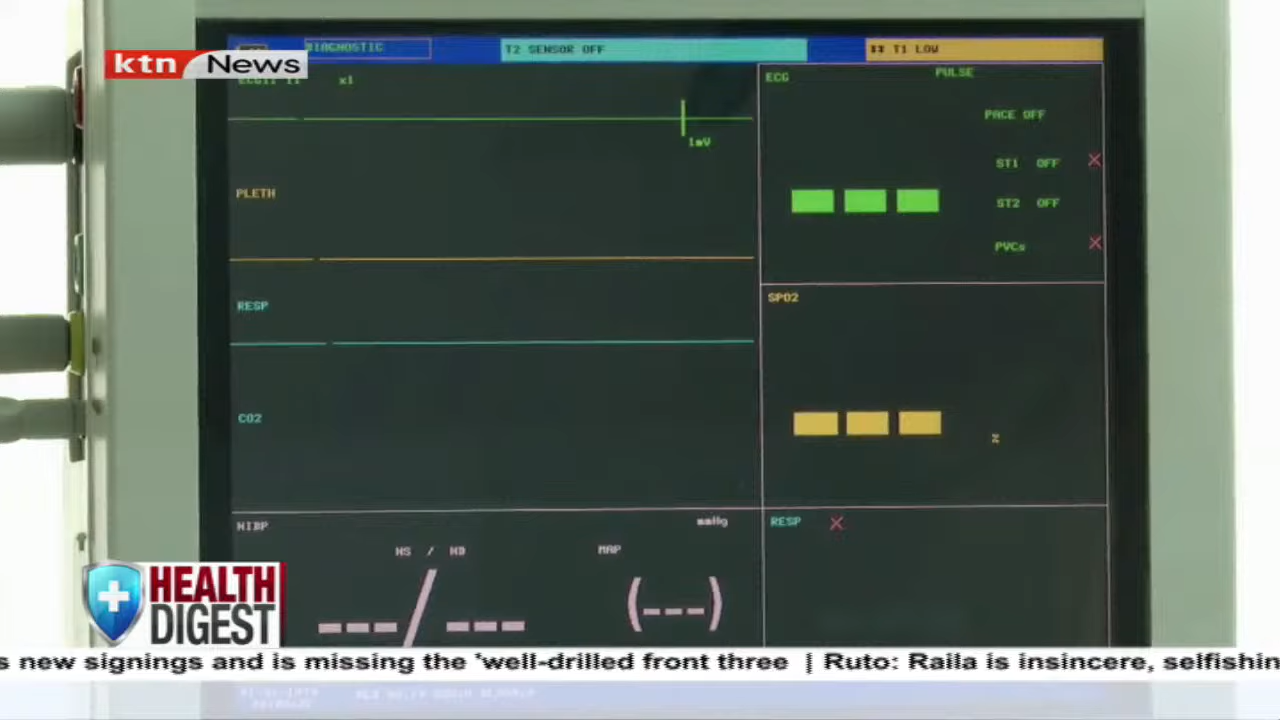 DIAGNOSTIC
T2 SENSOR OFF
** T1 LOW
ktn News
x1
1mV
PLETH
RESP
CO2
ECG
PULSE
PACE OFF
ST1 OFF
ST2 OFF
PVCs
SPO2
%
NIBP
mmHg
NS / ND
MAP
---/---
(---)
RESP
HEALTH
DIGEST
s new signings and is missing the 'well-drilled front three | Ruto: Raila is insincere, selfishin